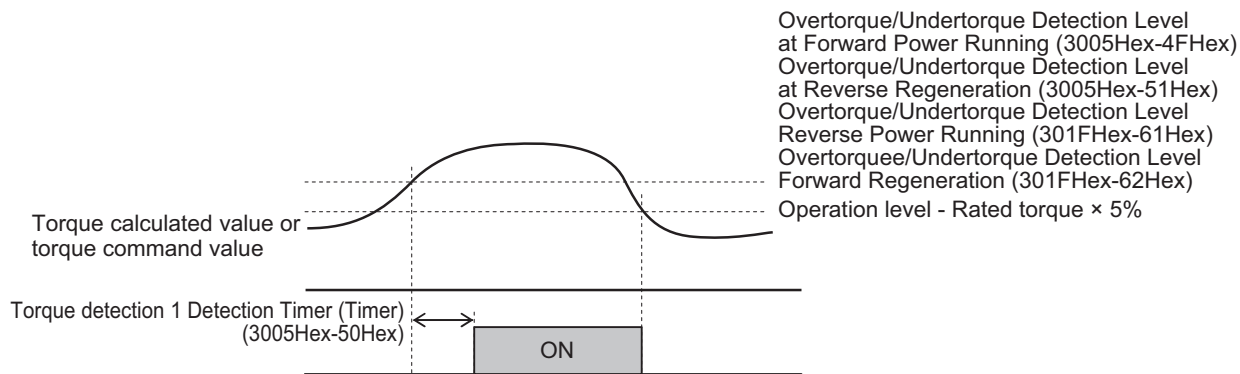 Overtorque/Undertorque Detection Level
at Forward Power Running (3005Hex-4FHex)
Overtorque/Undertorque Detection Level
at Reverse Regeneration (3005Hex-51Hex)
Overtorque/Undertorque Detection Level
Reverse Power Running (301FHex-61Hex)
Overtorquee/Undertorque Detection Level
Forward Regeneration (301FHex-62Hex)
Operation level - Rated torque × 5%
Torque calculated value or
torque command value
Torque detection 1 Detection Timer (Timer)
(3005Hex-50Hex)
ON